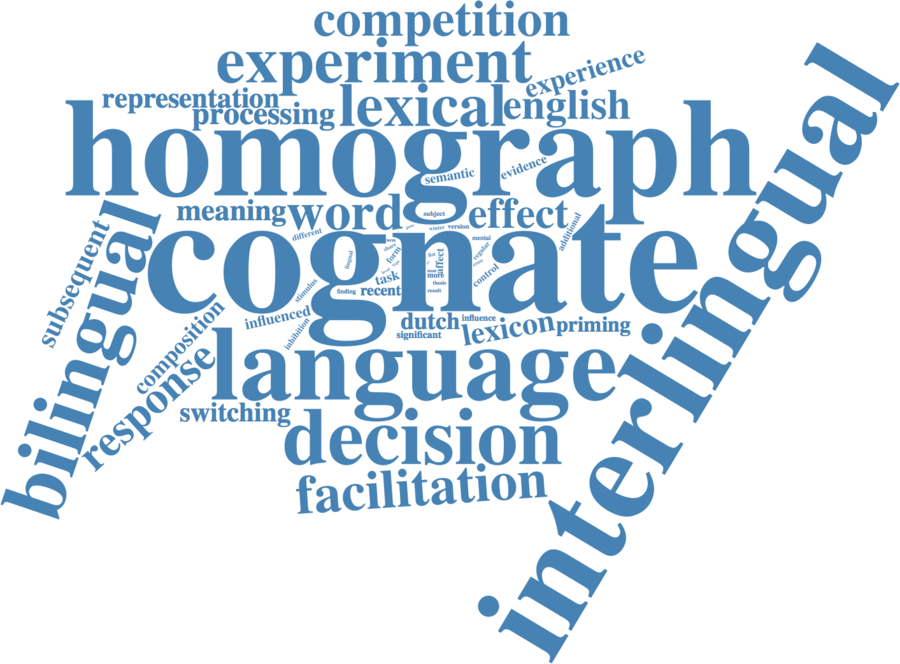 competition
experiment
experience
representation
processing
lexical
english
homograph
semantic
evidence
interlingual
meaning
word
subject
effect
additional
subsequent
bilingual
cognate
different
winter
version
mental
regular
form
task
more
affect
control
stimulus
finding
recent
thesis
result
influenced
inhibition
dutch
influence
significant
lexicon
priming
composition
response
language
switching
decision
facilitation